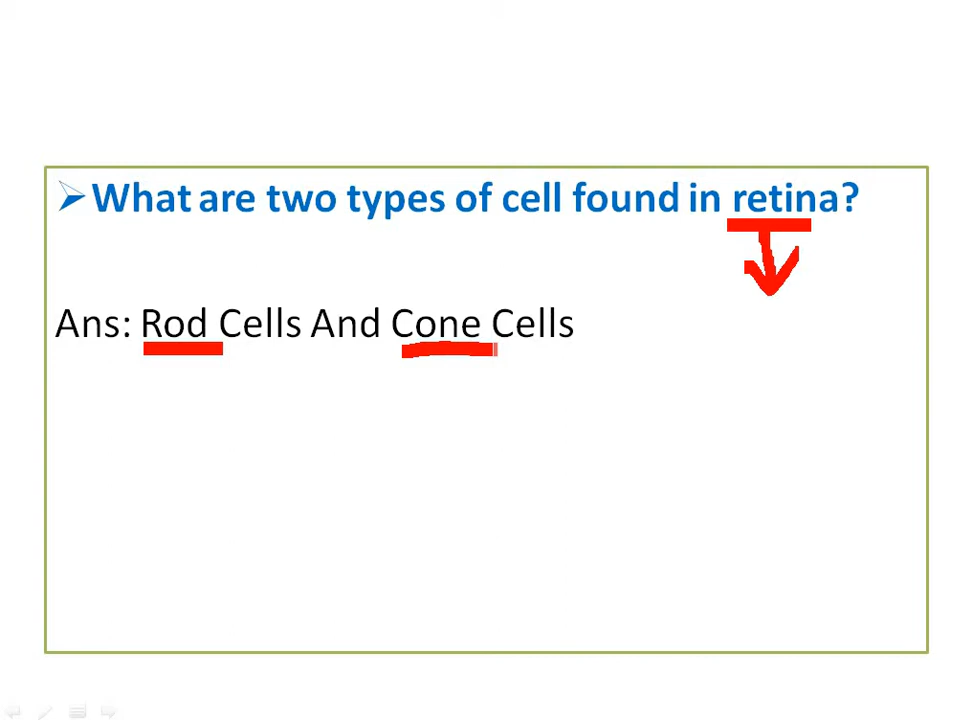 What are two types of cell found in retina?
Ans: Rod Cells And Cone Cells